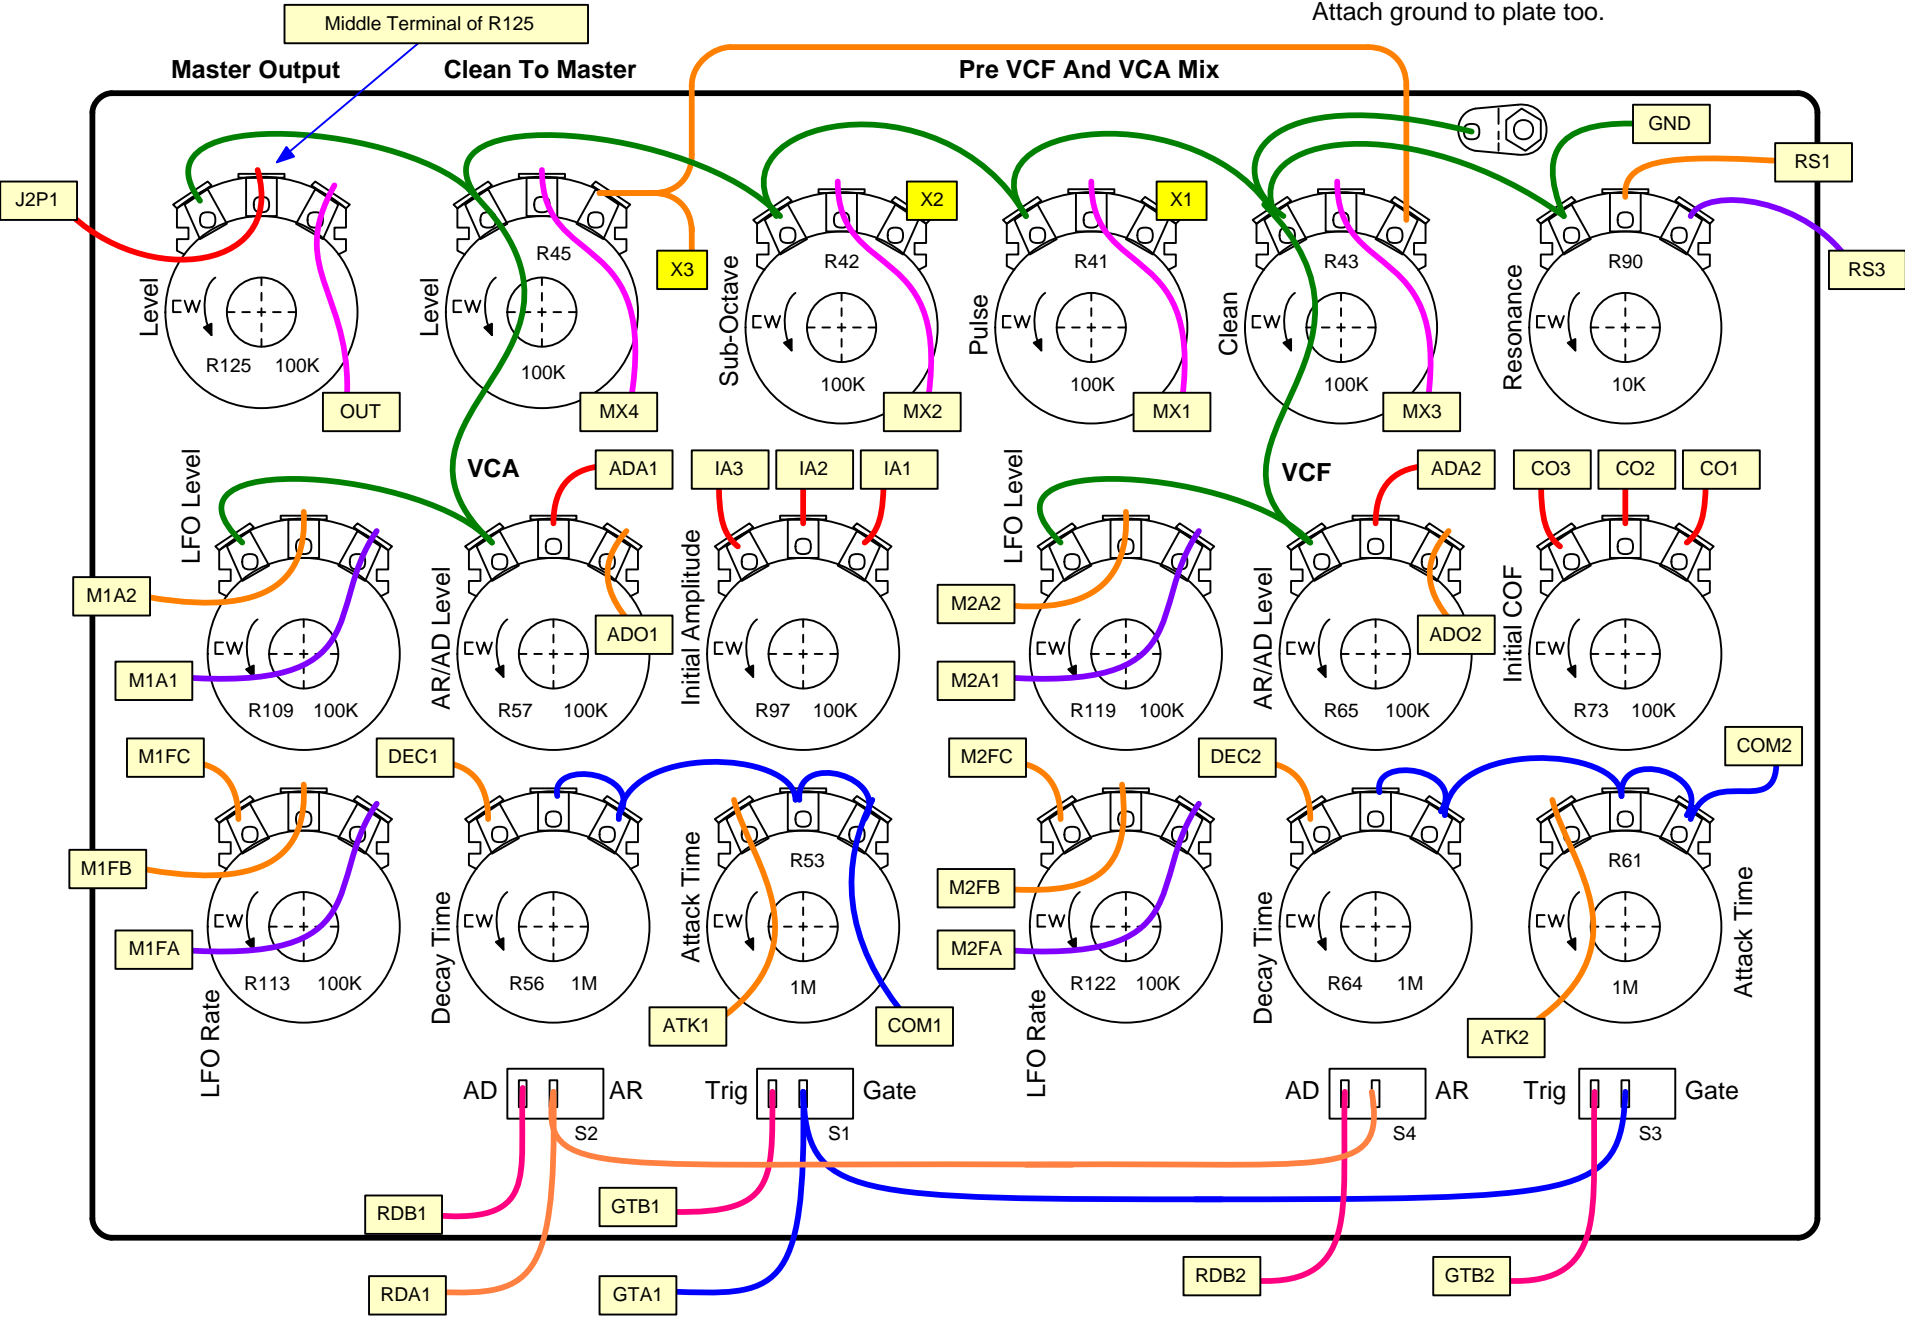 Attach ground to plate too.
Middle Terminal of R125
Master Output
Clean To Master
Pre VCF And VCA Mix
GND
RS1
J2P1
X2
X1
X3
RS3
Level
R125 100K
CW
OUT
Level
R45
CW
100K
MX4
Sub-Octave
R42
CW
100K
MX2
Pulse
R41
CW
100K
MX1
Clean
R43
CW
100K
MX3
Resonance
R90
10K
LFO Level
VCA
ADA1
IA3
IA2
IA1
LFO Level
VCF
ADA2
CO3
CO2
CO1
M1A2
M1A1
CW
R109 100K
AR/AD Level
CW
R57 100K
ADO1
Initial Amplitude
CW
R97 100K
M2A2
M2A1
CW
R119 100K
AR/AD Level
CW
R65 100K
ADO2
Initial COF
CW
R73 100K
M1FC
DEC1
M2FC
DEC2
COM2
M1FB
M1FA
CW
R113 100K
LFO Rate
Decay Time
CW
R56 1M
Attack Time
R53
CW
1M
ATK1
COM1
M2FB
M2FA
CW
R122 100K
LFO Rate
Decay Time
CW
R64 1M
R61
CW
1M
Attack Time
ATK2
AD
AR
S2
Trig
Gate
S1
AD
AR
S4
Trig
Gate
S3
RDB1
GTB1
RDA1
GTA1
RDB2
GTB2